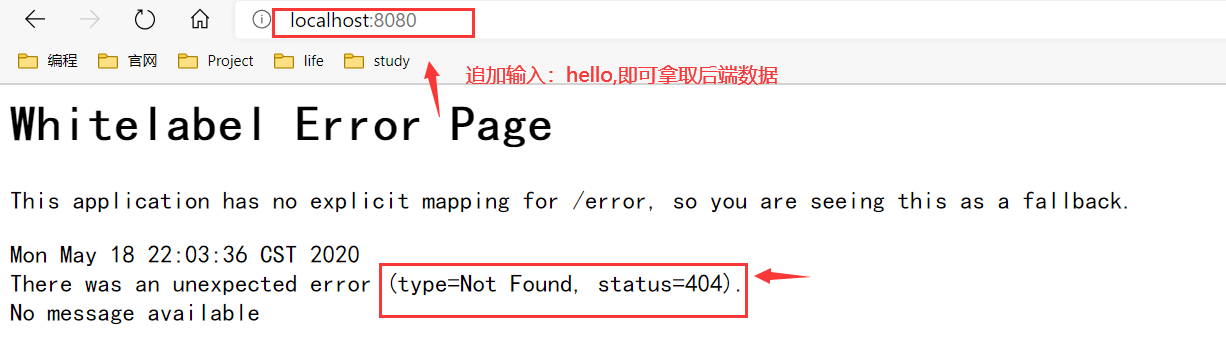 localhost:8080
编程 官网 Project life study
追加输入：hello,即可拿取后端数据
Whitelabel Error Page
This application has no explicit mapping for /error, so you are seeing this as a fallback.
Mon May 18 22:03:36 CST 2020
There was an unexpected error (type=Not Found, status=404).
No message available